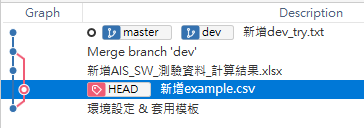 Graph
master dev 新增dev_try.txt
Merge branch 'dev'
新增AIS_SW_測驗資料_計算結果.xlsx
HEAD 新增example.csv
環境設定 & 套用模板